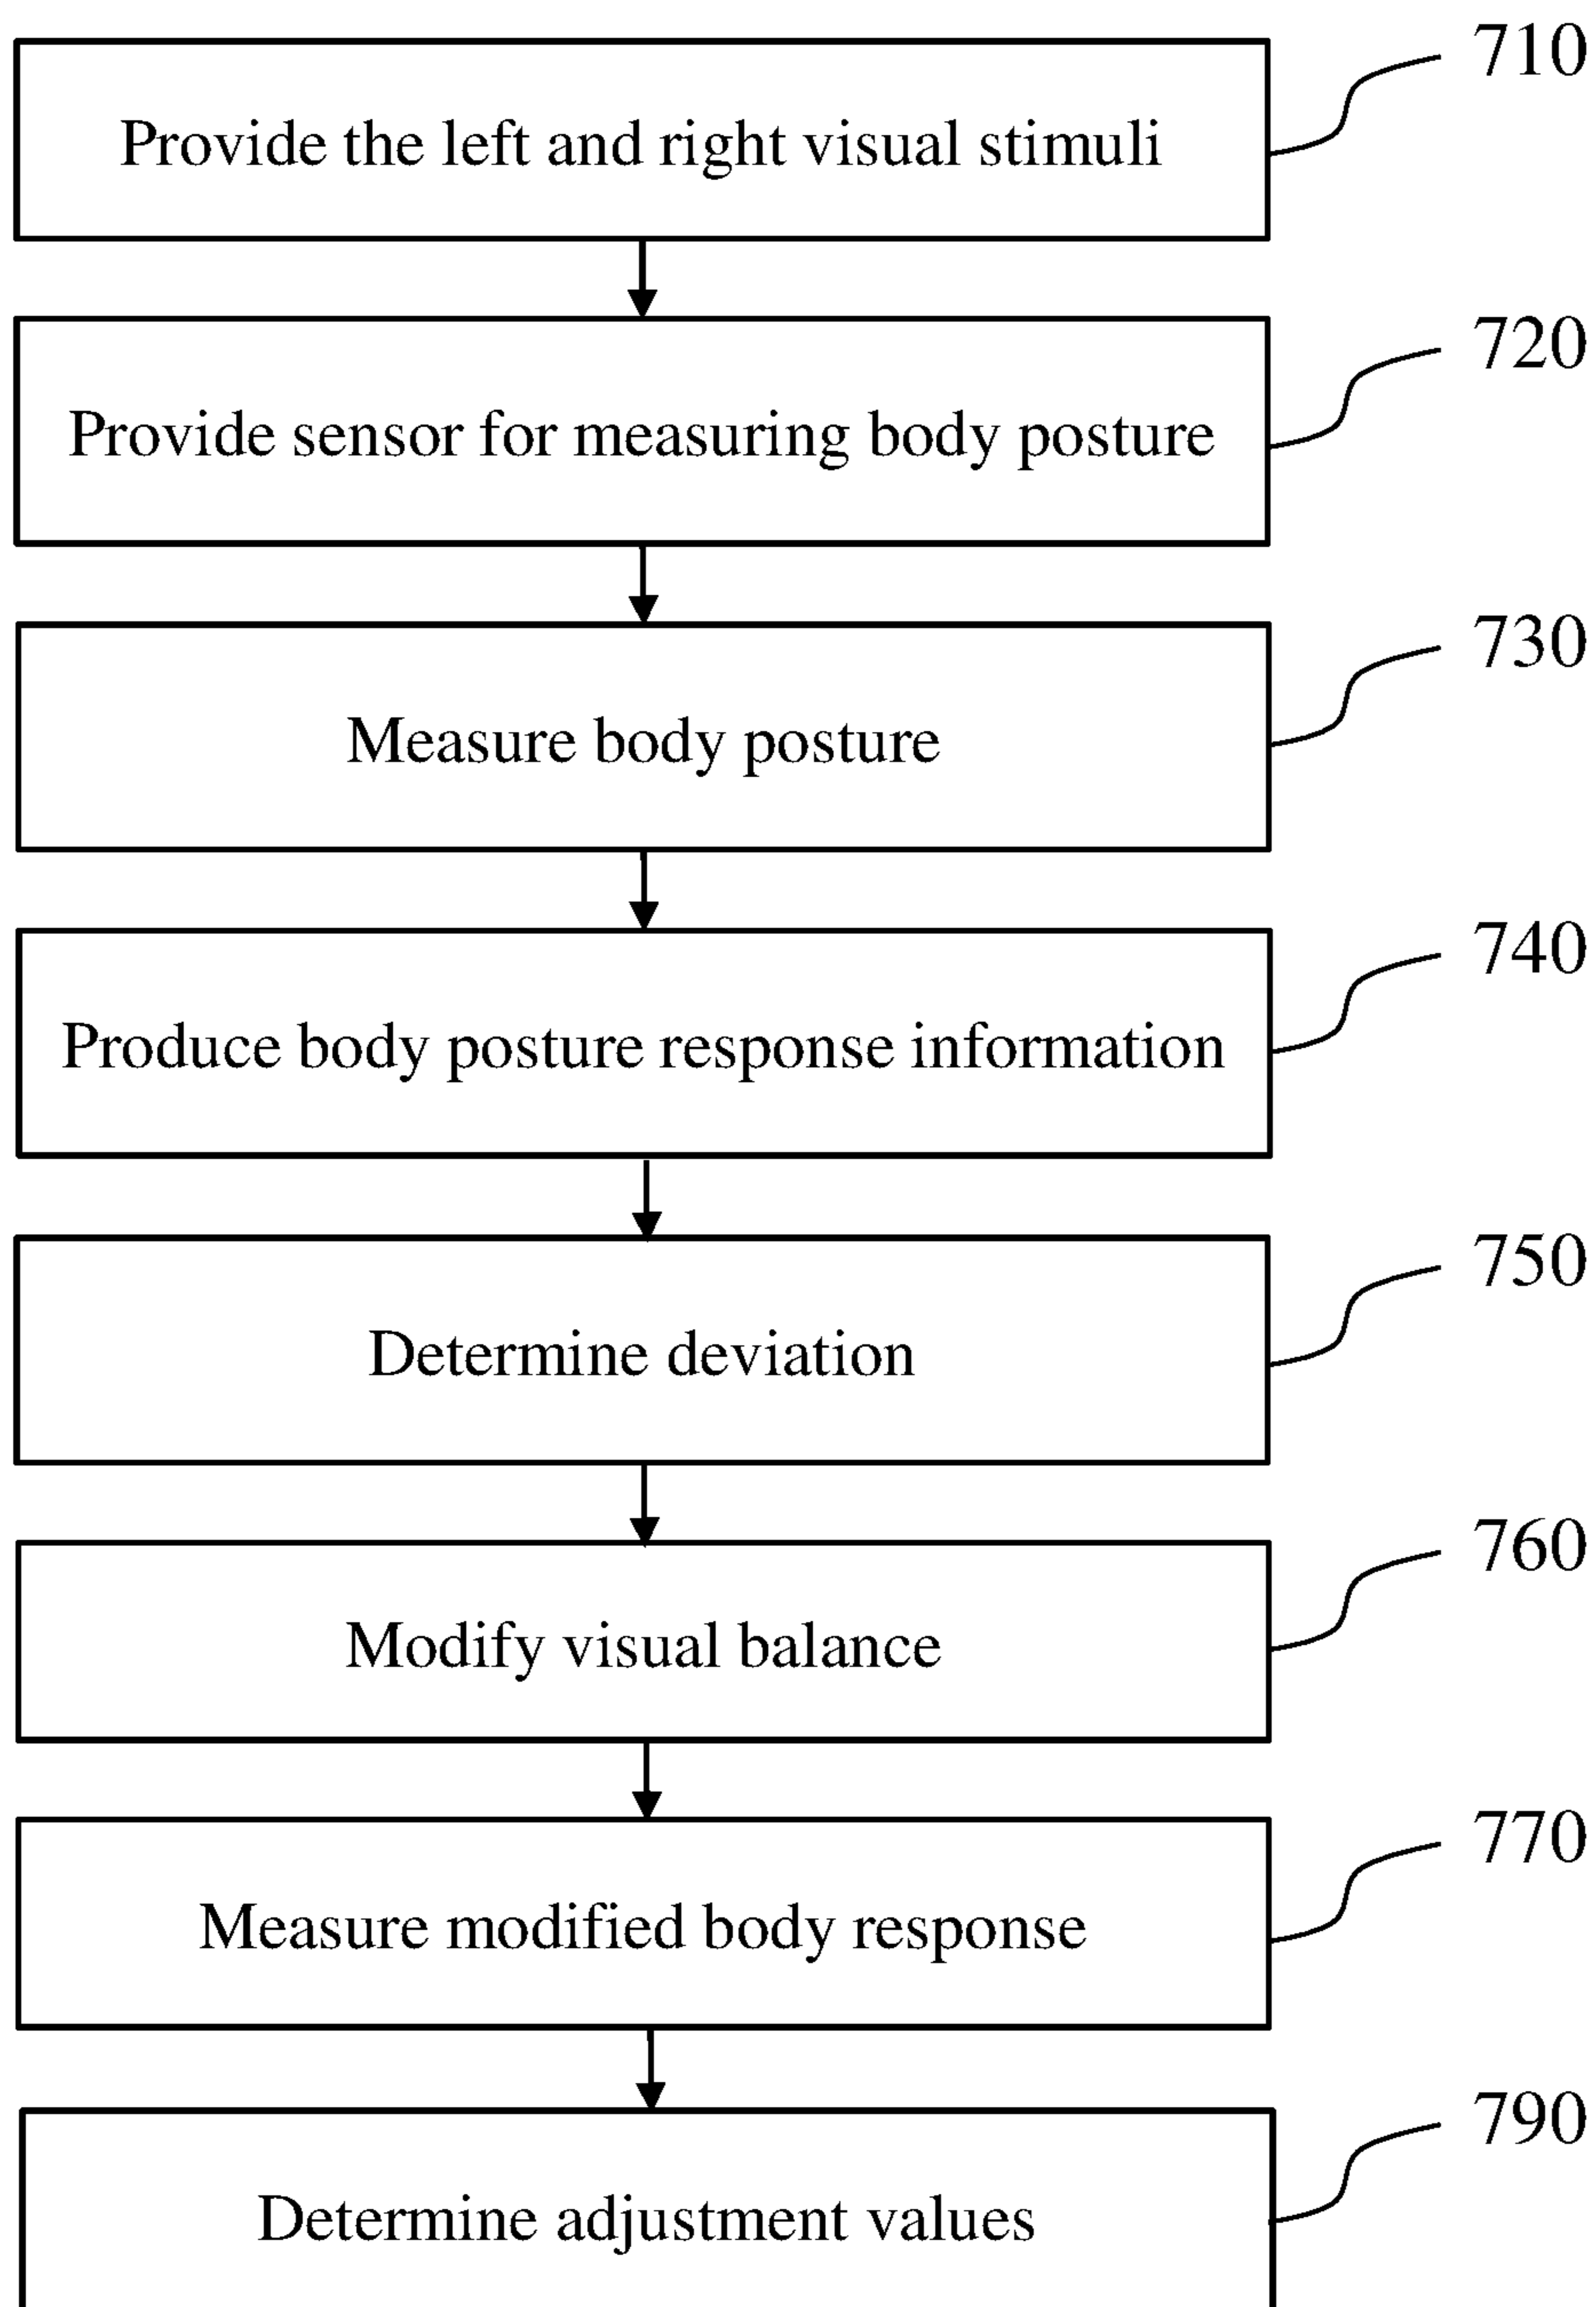 710
Provide the left and right visual stimuli
720
Provide sensor for measuring body posture
730
Measure body posture
740
Produce body posture response information
750
Determine deviation
760
Modify visual balance
770
Measure modified body response
790
Determine adjustment values